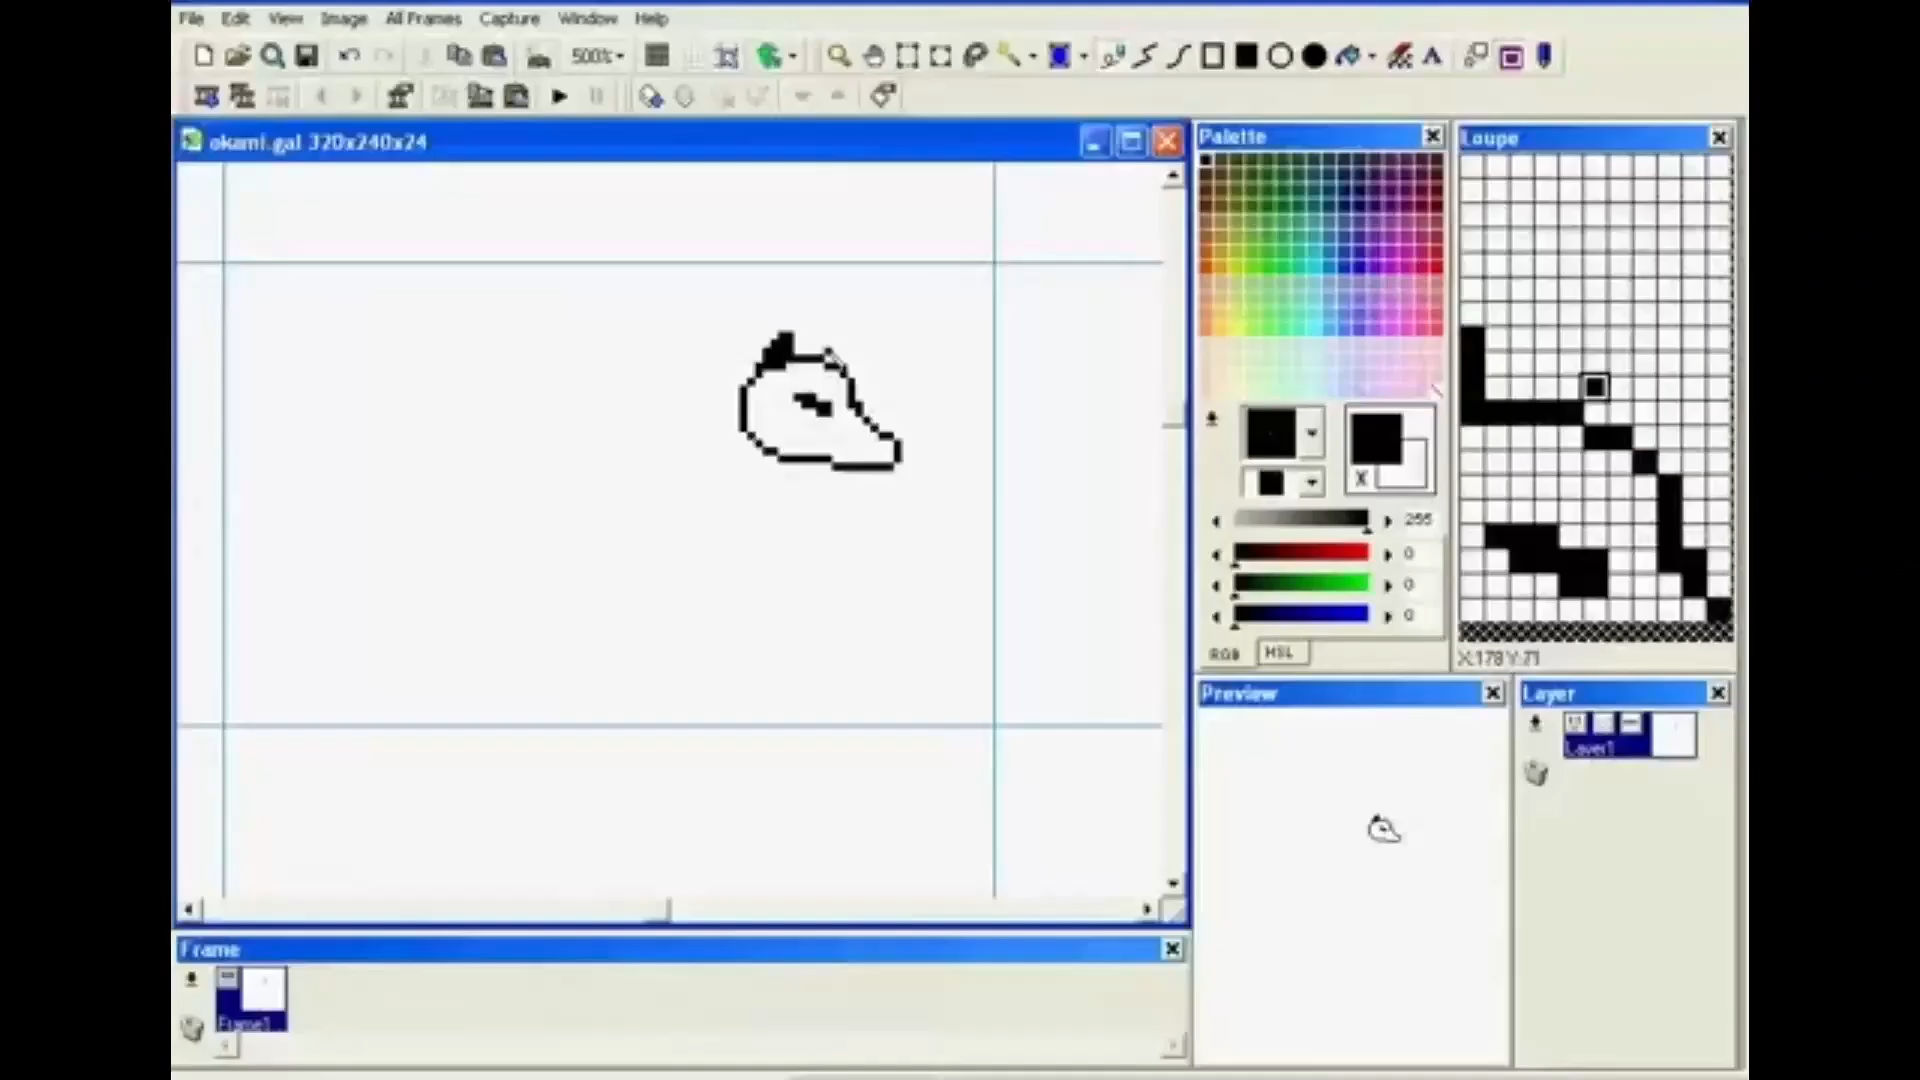 File Edit View Image All Frames Capture Window Help
500%
A
okami.gal 320x240x24
Palette
Loupe
X
255
0
0
0
RGB HSL
X:178 Y:71
Preview
Layer
Layer1
Frame
Frame1